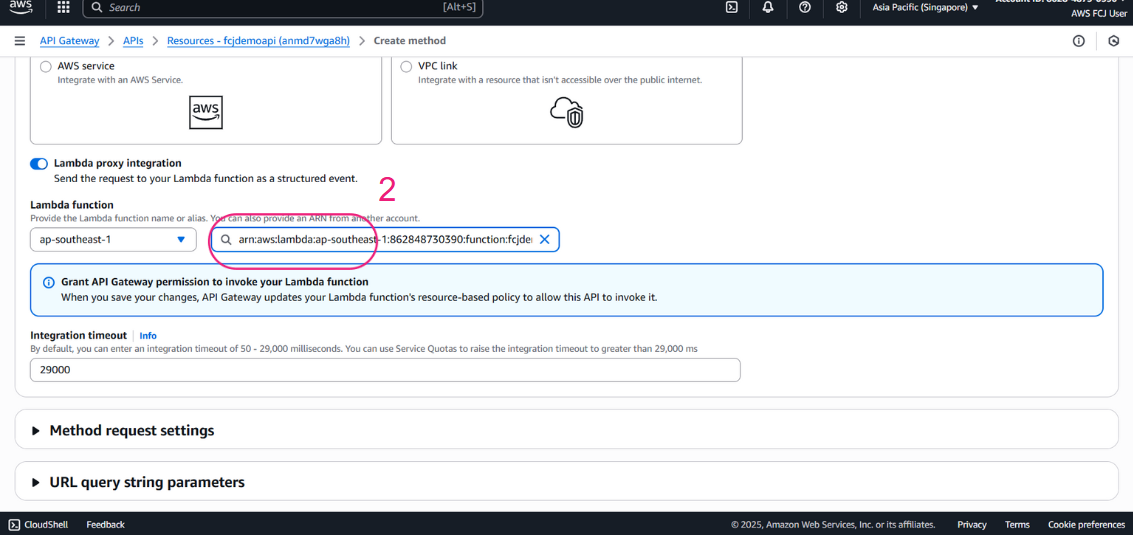 aws
Search
[Alt+S]
Asia Pacific (Singapore)
AWS FCJ User
API Gateway > APIs > Resources - fcjdemoapi (anmd7wga8h) > Create method
AWS service
Integrate with an AWS Service.
aws
VPC link
Integrate with a resource that isn't accessible over the public internet.
Lambda proxy integration
Send the request to your Lambda function as a structured event.
2
Lambda function
Provide the Lambda function name or alias. You can also provide an ARN from another account.
ap-southeast-1
arn:aws:lambda:ap-southeast-1:862848730390:function:fcjde
Grant API Gateway permission to invoke your Lambda function
When you save your changes, API Gateway updates your Lambda function's resource-based policy to allow this API to invoke it.
Integration timeout
Info
By default, you can enter an integration timeout of 50 - 29,000 milliseconds. You can use Service Quotas to raise the integration timeout to greater than 29,000 ms
29000
Method request settings
URL query string parameters
CloudShell
Feedback
© 2025, Amazon Web Services, Inc. or its affiliates.
Privacy
Terms
Cookie preferences